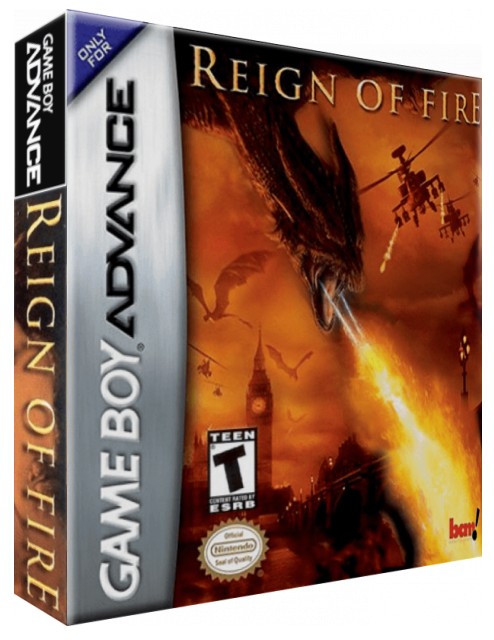 GAME BOY
ADVANCE
REIGN OF FIRE
ONLY
FOR
GAME BOY ADVANCE
REIGN OF FIRE
TEEN
T
CONTENT RATED BY
ESRB
Official
Nintendo
Seal of Quality
bam!